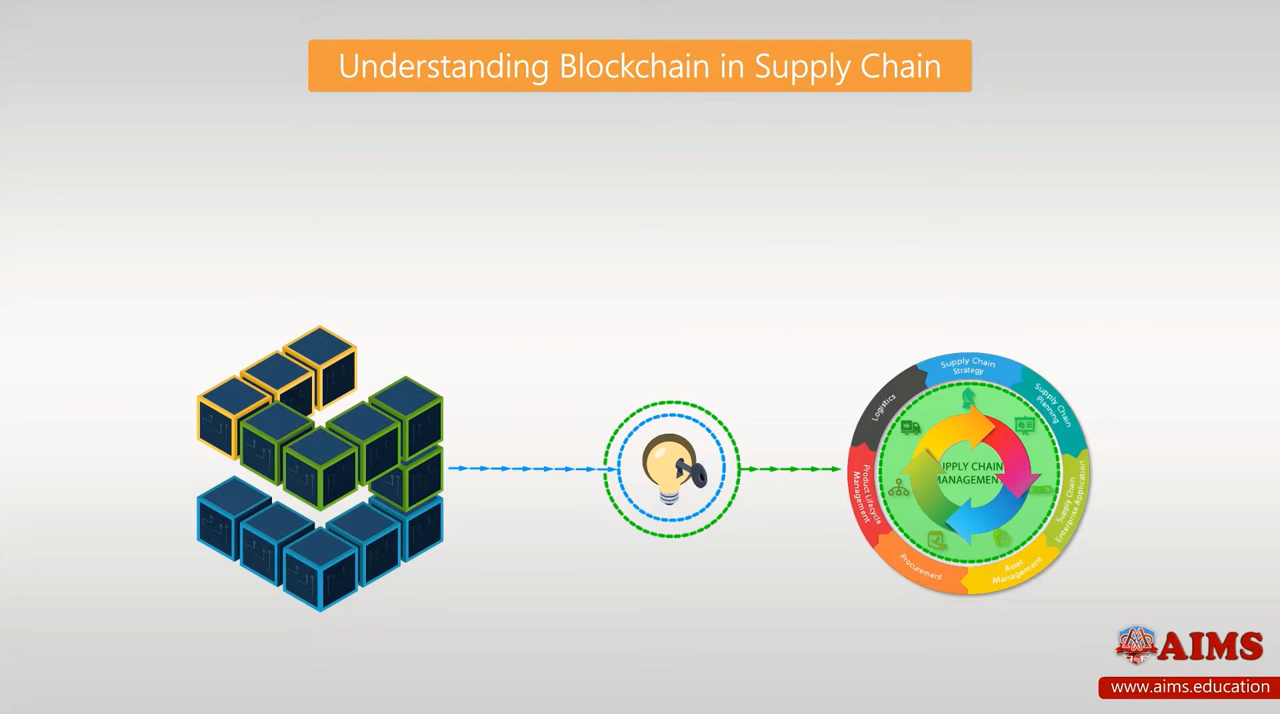 Understanding Blockchain in Supply Chain
Supply Chain
Strategy
Supply Chain
Planning
Supply Chain
Enterprise Application
Asset
Management
Procurement
Product Lifecycle
Management
Logistics
SUPPLY CHAIN
MANAGEMENT
AIMS
www.aims.education